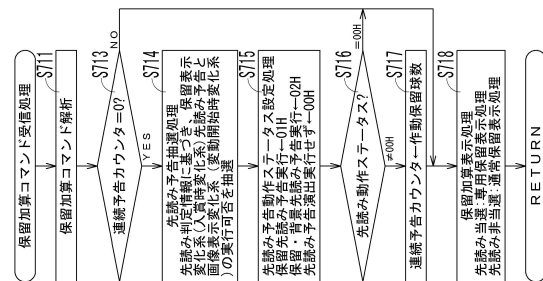 保留加算コマンド受信処理
S711
保留加算コマンド解析
S713
連続予告カウンタ=0?
NO
YES
S714
先読み予告抽選処理
先読み判定情報に基づき、保留表示
変化系(入賞時変化系)先読み予告と
画像表示変化系(変動開始時変化系
)の実行可否を抽選
S715
先読み予告動作ステータス設定処理
保留先読み予告実行←01H
保留・背景先読み予告実行←02H
先読み予告演出実行せず←00H
S716
先読み動作ステータス?
=00H
≠00H
S717
連続予告カウンタ←作動保留球数
S718
保留加算表示処理
先読み当選:専用保留表示処理
先読み非当選:通常保留表示処理
RETURN